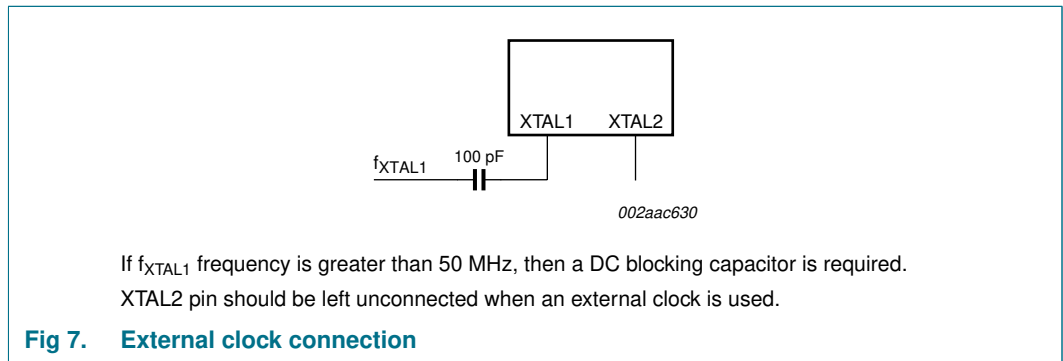 XTAL1 XTAL2
fXTAL1
100 pF
002aac630
If fXTAL1 frequency is greater than 50 MHz, then a DC blocking capacitor is required.
XTAL2 pin should be left unconnected when an external clock is used.
Fig 7. External clock connection